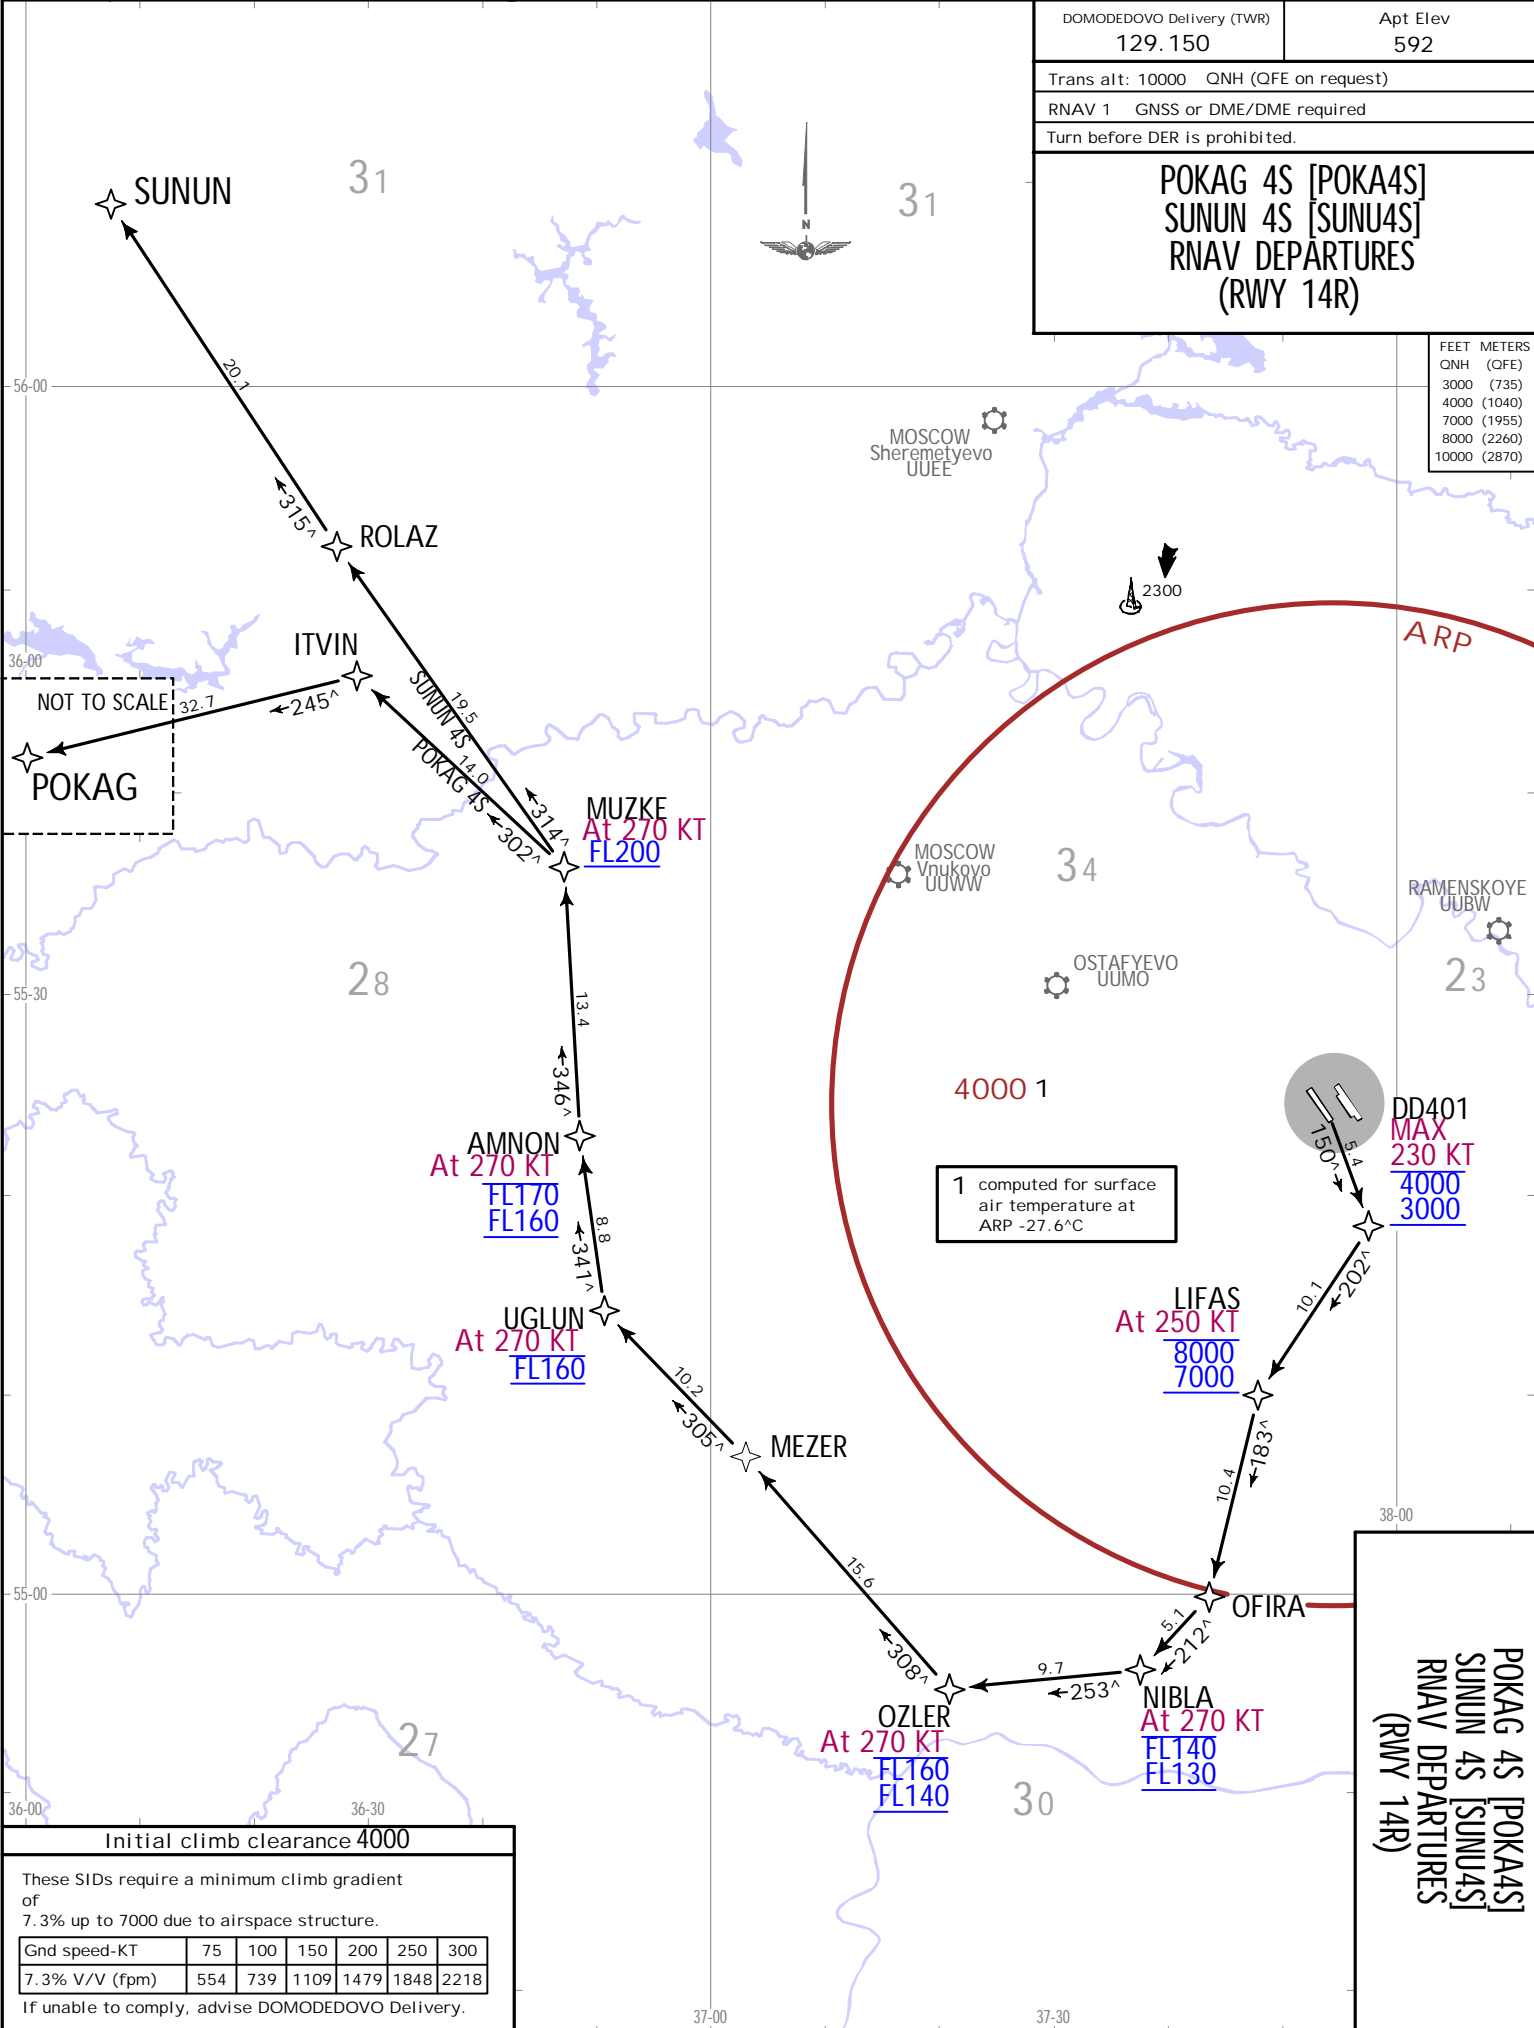 DOMODEDOVO Delivery (TWR)
129.150
Apt Elev
592
Trans alt: 10000 QNH (QFE on request)
RNAV 1 GNSS or DME/DME required
Turn before DER is prohibited.
POKAG 4S [POKA4S]
SUNUN 4S [SUNU4S]
RNAV DEPARTURES
(RWY 14R)
FEET METERS
QNH (QFE)
3000 (735)
4000 (1040)
7000 (1955)
8000 (2260)
10000 (2870)
31
31
N
SUNUN
56-00
20.1
315^
ROLAZ
MOSCOW
Sheremetyevo
UUEE
2300
ARP
ITVIN
36-00
NOT TO SCALE
32.7
245^
POKAG
19.5
SUNUN 4S
14.0
POKAG 4S
314^
302^
MUZKE
At 270 KT
FL200
MOSCOW
Vnukovo
UUWW
34
RAMENSKOYE
UUBW
23
OSTAFYEVO
UUMO
28
55-30
13.4
346^
4000 1
AMNON
At 270 KT
FL170
FL160
DD401
MAX
230 KT
4000
3000
5.4
150^
1 computed for surface
air temperature at
ARP -27.6^C
8.8
341^
UGLUN
At 270 KT
FL160
10.1
202^
LIFAS
At 250 KT
8000
7000
10.2
305^
MEZER
10.4
183^
38-00
55-00
OFIRA
15.6
308^
5.1
212^
9.7
253^
OZLER
At 270 KT
FL160
FL140
NIBLA
At 270 KT
FL140
FL130
27
30
36-00
36-30
37-00
37-30
POKAG 4S [POKA4S]
SUNUN 4S [SUNU4S]
RNAV DEPARTURES
(RWY 14R)
Initial climb clearance 4000
These SIDs require a minimum climb gradient
of
7.3% up to 7000 due to airspace structure.
Gnd speed-KT 75 100 150 200 250 300
7.3% V/V (fpm) 554 739 1109 1479 1848 2218
If unable to comply, advise DOMODEDOVO Delivery.